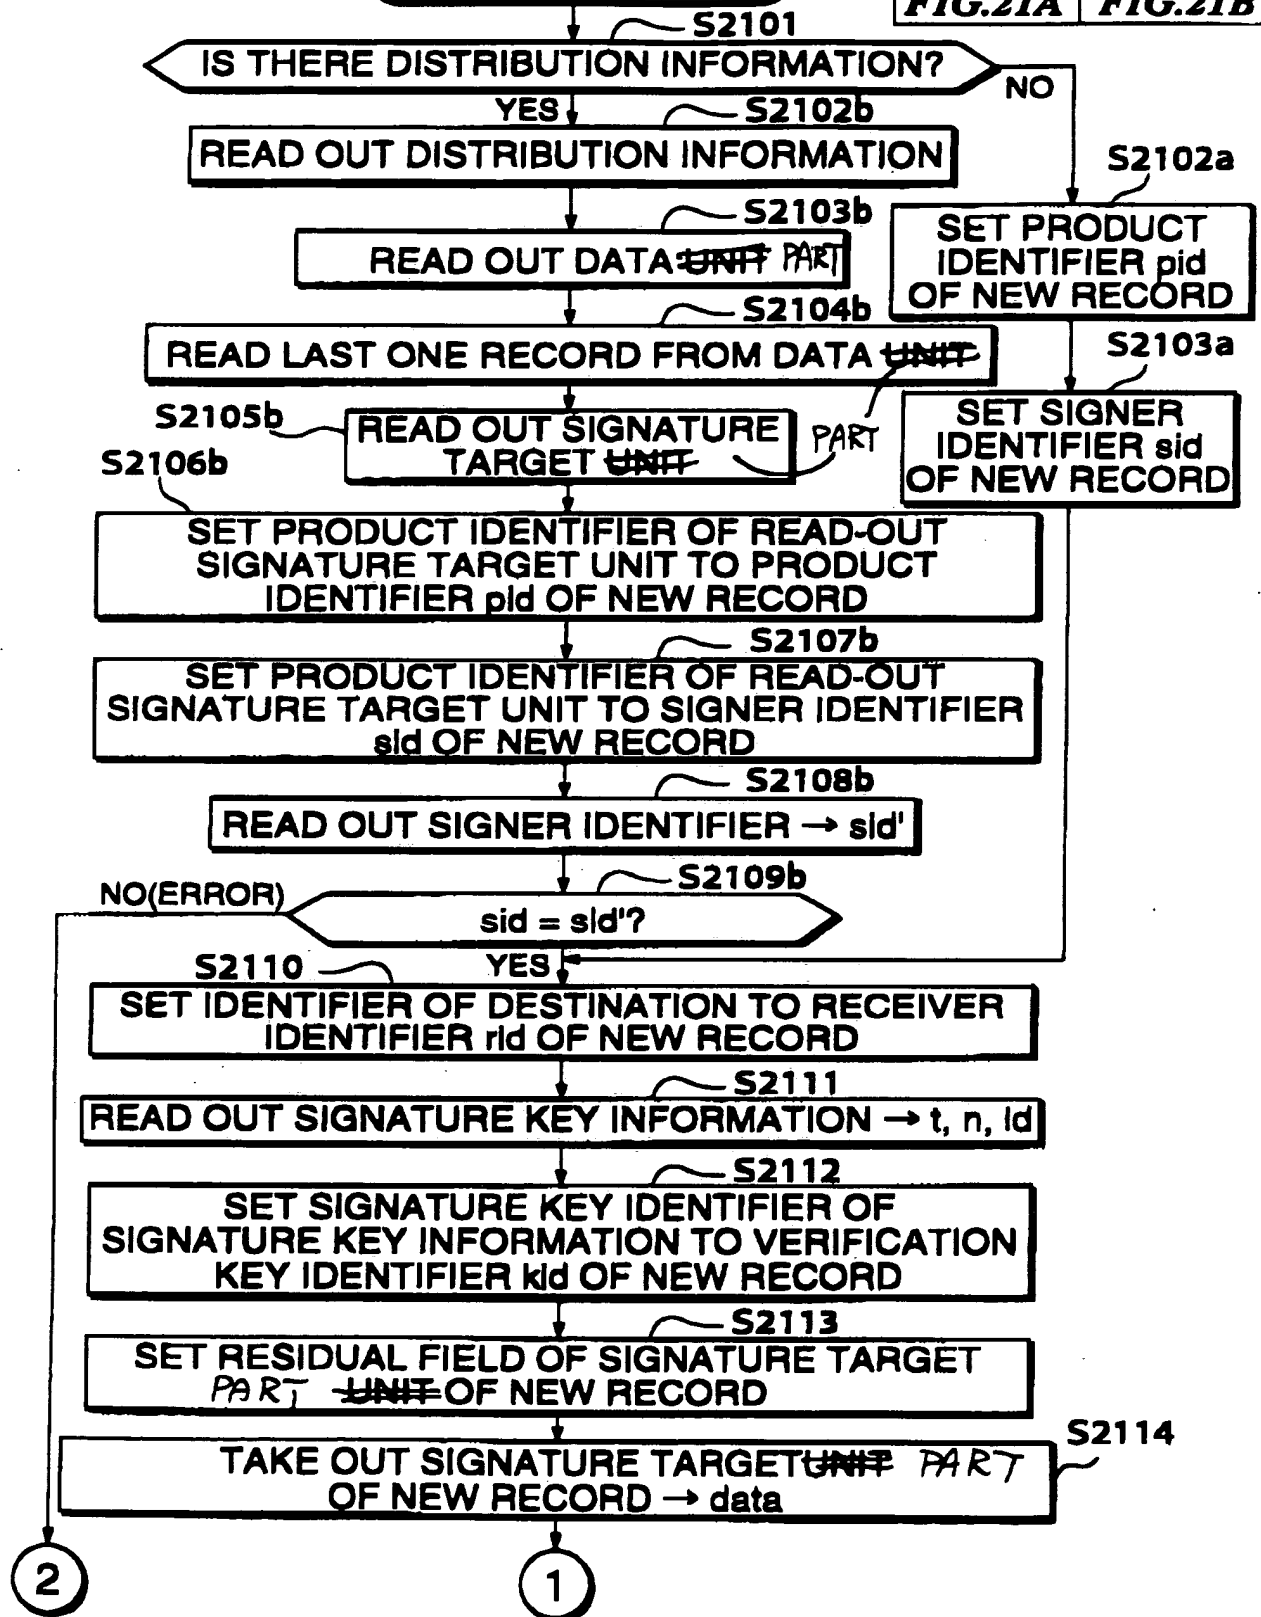 FIG.21A FIG.21B
S2101
IS THERE DISTRIBUTION INFORMATION?
NO
YES
S2102b
READ OUT DISTRIBUTION INFORMATION
S2102a
SET PRODUCT
IDENTIFIER pid
OF NEW RECORD
S2103b
READ OUT DATA UNIT PART
S2104b
READ LAST ONE RECORD FROM DATA UNIT
S2103a
SET SIGNER
IDENTIFIER sid
OF NEW RECORD
S2105b
READ OUT SIGNATURE
TARGET UNIT
PART
S2106b
SET PRODUCT IDENTIFIER OF READ-OUT
SIGNATURE TARGET UNIT TO PRODUCT
IDENTIFIER pid OF NEW RECORD
S2107b
SET PRODUCT IDENTIFIER OF READ-OUT
SIGNATURE TARGET UNIT TO SIGNER IDENTIFIER
sid OF NEW RECORD
S2108b
READ OUT SIGNER IDENTIFIER → sid'
S2109b
NO(ERROR)
sid = sid'?
YES
S2110
SET IDENTIFIER OF DESTINATION TO RECEIVER
IDENTIFIER rid OF NEW RECORD
S2111
READ OUT SIGNATURE KEY INFORMATION → t, n, id
S2112
SET SIGNATURE KEY IDENTIFIER OF
SIGNATURE KEY INFORMATION TO VERIFICATION
KEY IDENTIFIER kid OF NEW RECORD
S2113
SET RESIDUAL FIELD OF SIGNATURE TARGET
PART UNIT OF NEW RECORD
S2114
TAKE OUT SIGNATURE TARGET UNIT PART
OF NEW RECORD → data
2
1